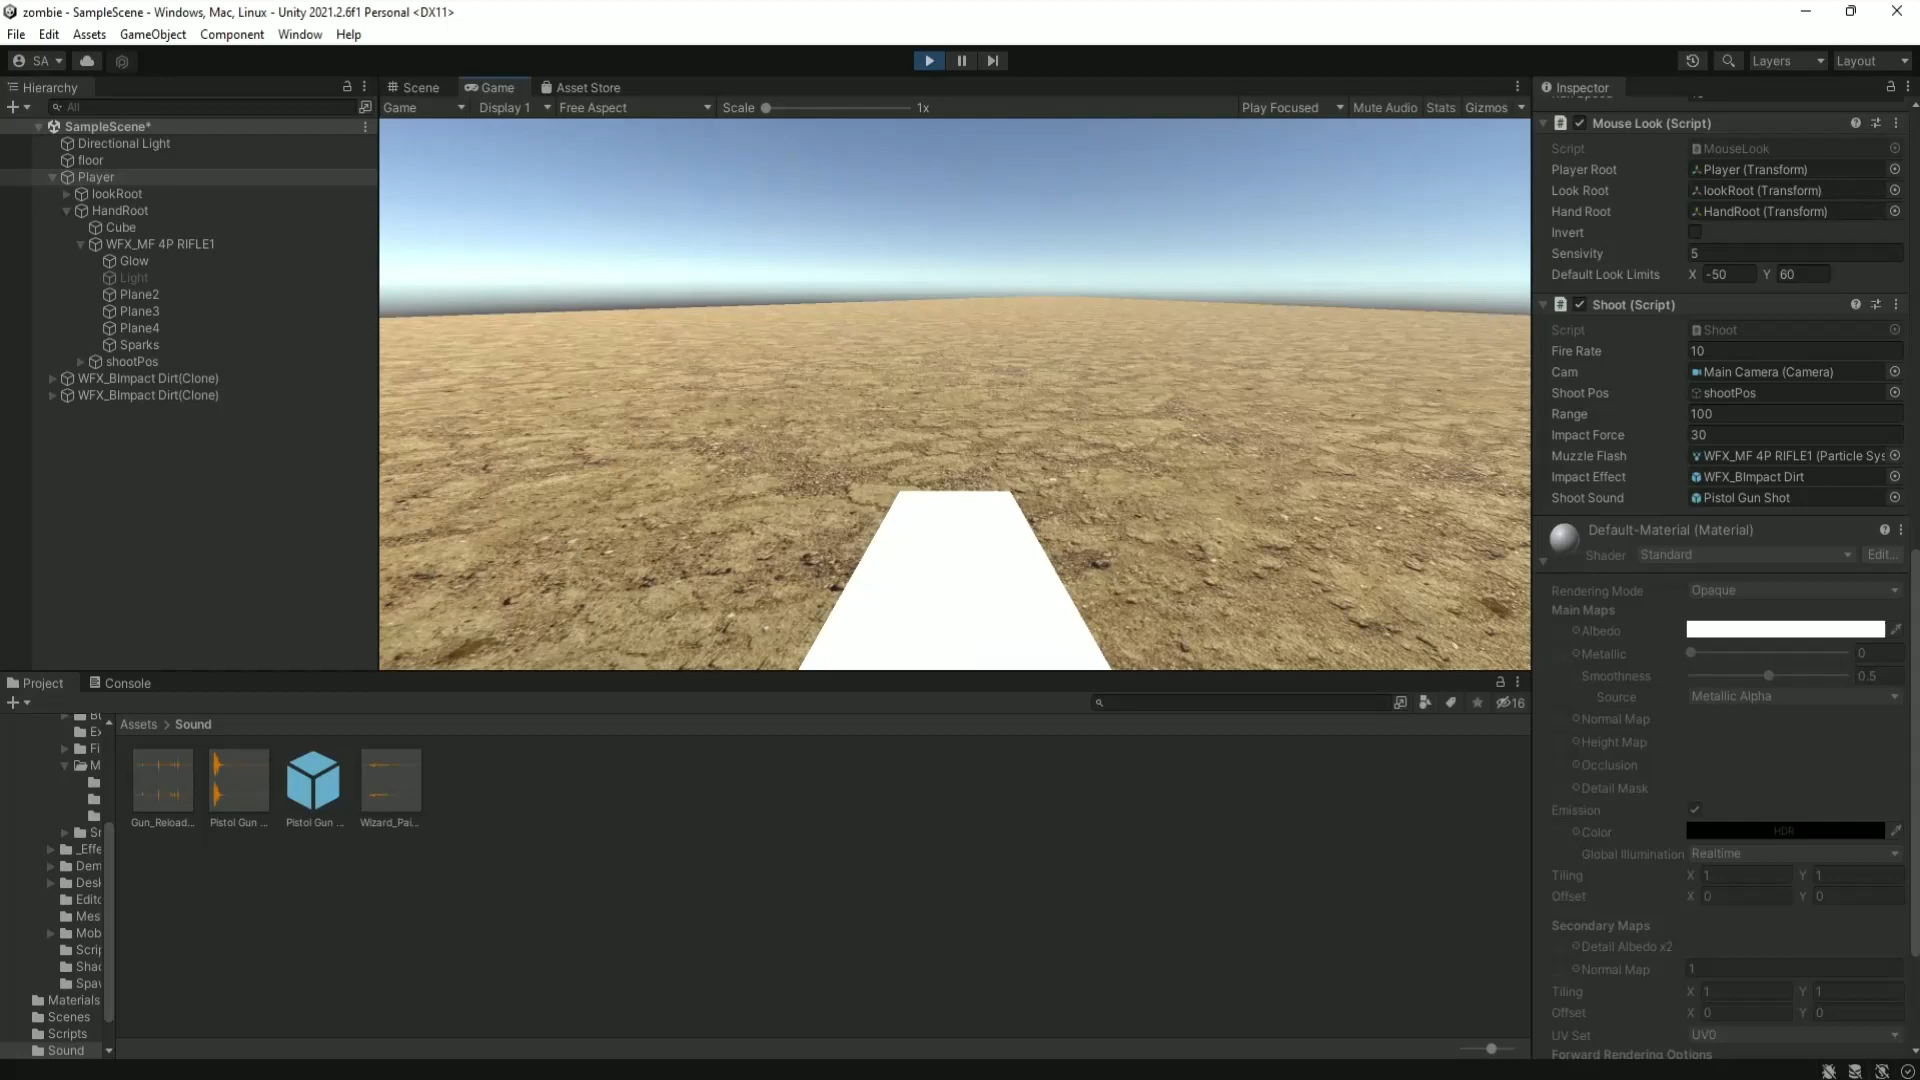 zombie - SampleScene - Windows, Mac, Linux - Unity 2021.2.6f1 Personal <DX11>
File Edit Assets GameObject Component Window Help
SA
Layers
Layout
Hierarchy
All
SampleScene*
Directional Light
floor
Player
lookRoot
HandRoot
Cube
WFX_MF 4P RIFLE1
Glow
Light
Plane2
Plane3
Plane4
Sparks
shootPos
WFX_BImpact Dirt(Clone)
WFX_BImpact Dirt(Clone)
Scene Game Asset Store
Game Display 1 Free Aspect Scale 1x Play Focused Mute Audio Stats Gizmos
Inspector
Mouse Look (Script)
Script MouseLook
Player Root Player (Transform)
Look Root lookRoot (Transform)
Hand Root HandRoot (Transform)
Invert
Sensivity 5
Default Look Limits X -50 Y 60
Shoot (Script)
Script Shoot
Fire Rate 10
Cam Main Camera (Camera)
Shoot Pos shootPos
Range 100
Impact Force 30
Muzzle Flash WFX_MF 4P RIFLE1 (Particle Sys
Impact Effect WFX_BImpact Dirt
Shoot Sound Pistol Gun Shot
Default-Material (Material)
Shader Standard Edit...
Rendering Mode Opaque
Main Maps
Albedo
Metallic 0
Smoothness 0.5
Source Metallic Alpha
Normal Map
Height Map
Occlusion
Detail Mask
Emission
Color HDR
Global Illumination Realtime
Tiling X 1 Y 1
Offset X 0 Y 0
Secondary Maps
Detail Albedo x2
Normal Map 1
Tiling X 1 Y 1
Offset X 0 Y 0
UV Set UV0
Forward Rendering Options
Project Console
16
Assets > Sound
Ex
Fi
M
Sr
_Effe
Dem
Desk
Edito
Mes
Mob
Scrip
Shad
Spav
Materials
Scenes
Scripts
Sound
Gun_Reload... Pistol Gun ... Pistol Gun ... Wizard_Pai...